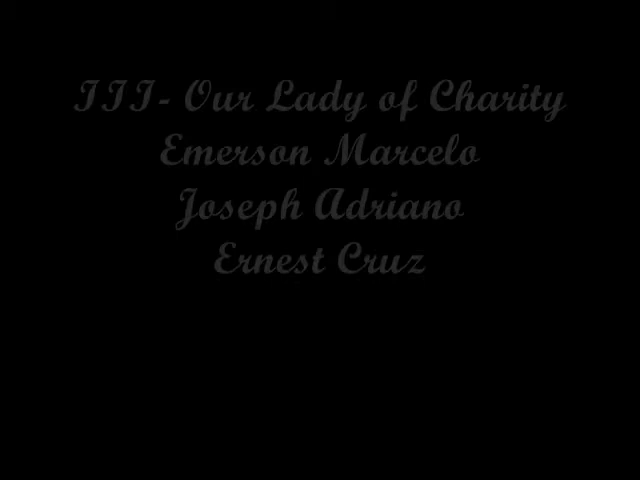 III- Our Lady of Charity
Emerson Marcelo
Joseph Adriano
Ernest Cruz